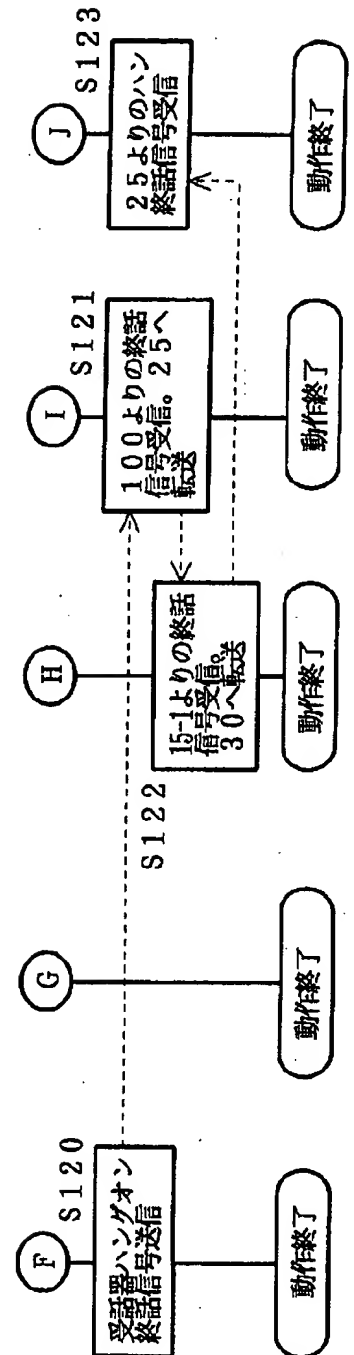 F
S120
受話器ハングオン
終話信号送信
動作終了
G
動作終了
H
S122
15-1よりの終話
信号受信。
30へ転送
動作終了
I
S121
100よりの終話
信号受信。25へ
転送
動作終了
J
S123
25よりのハン
終話信号受信
動作終了